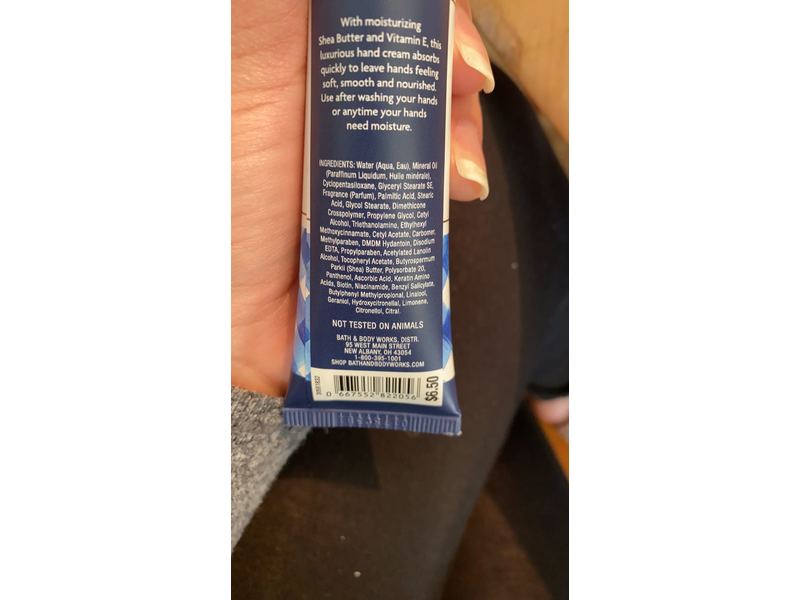 With moisturizing
Shea Butter and Vitamin E, this
luxurious hand cream absorbs
quickly to leave hands feeling
soft, smooth and nourished.
Use after washing your hands
or anytime your hands
need moisture.
INGREDIENTS: Water (Aqua, Eau), Mineral Oil
(Paraffinum Liquidum, Huile minérale),
Cyclopentasiloxane, Glyceryl Stearate SE,
Fragrance (Parfum), Palmitic Acid, Stearic
Acid, Glycol Stearate, Dimethicone
Crosspolymer, Propylene Glycol, Cetyl
Alcohol, Triethanolamine, Ethylhexyl
Methoxycinnamate, Cetyl Acetate, Carbomer,
Methylparaben, DMDM Hydantoin, Disodium
EDTA, Propylparaben, Acetylated Lanolin
Alcohol, Tocopheryl Acetate, Butyrospermum
Parkii (Shea) Butter, Polysorbate 20,
Panthenol, Ascorbic Acid, Keratin Amino
Acids, Biotin, Niacinamide, Benzyl Salicylate,
Butylphenyl Methylpropional, Linalool,
Geraniol, Hydroxycitronellal, Limonene,
Citronellol, Citral.
NOT TESTED ON ANIMALS
BATH & BODY WORKS, DISTR.
95 WEST MAIN STREET
NEW ALBANY, OH 43054
1-800-395-1001
SHOP BATHANDBODYWORKS.COM
0 667552 822056
$6.50